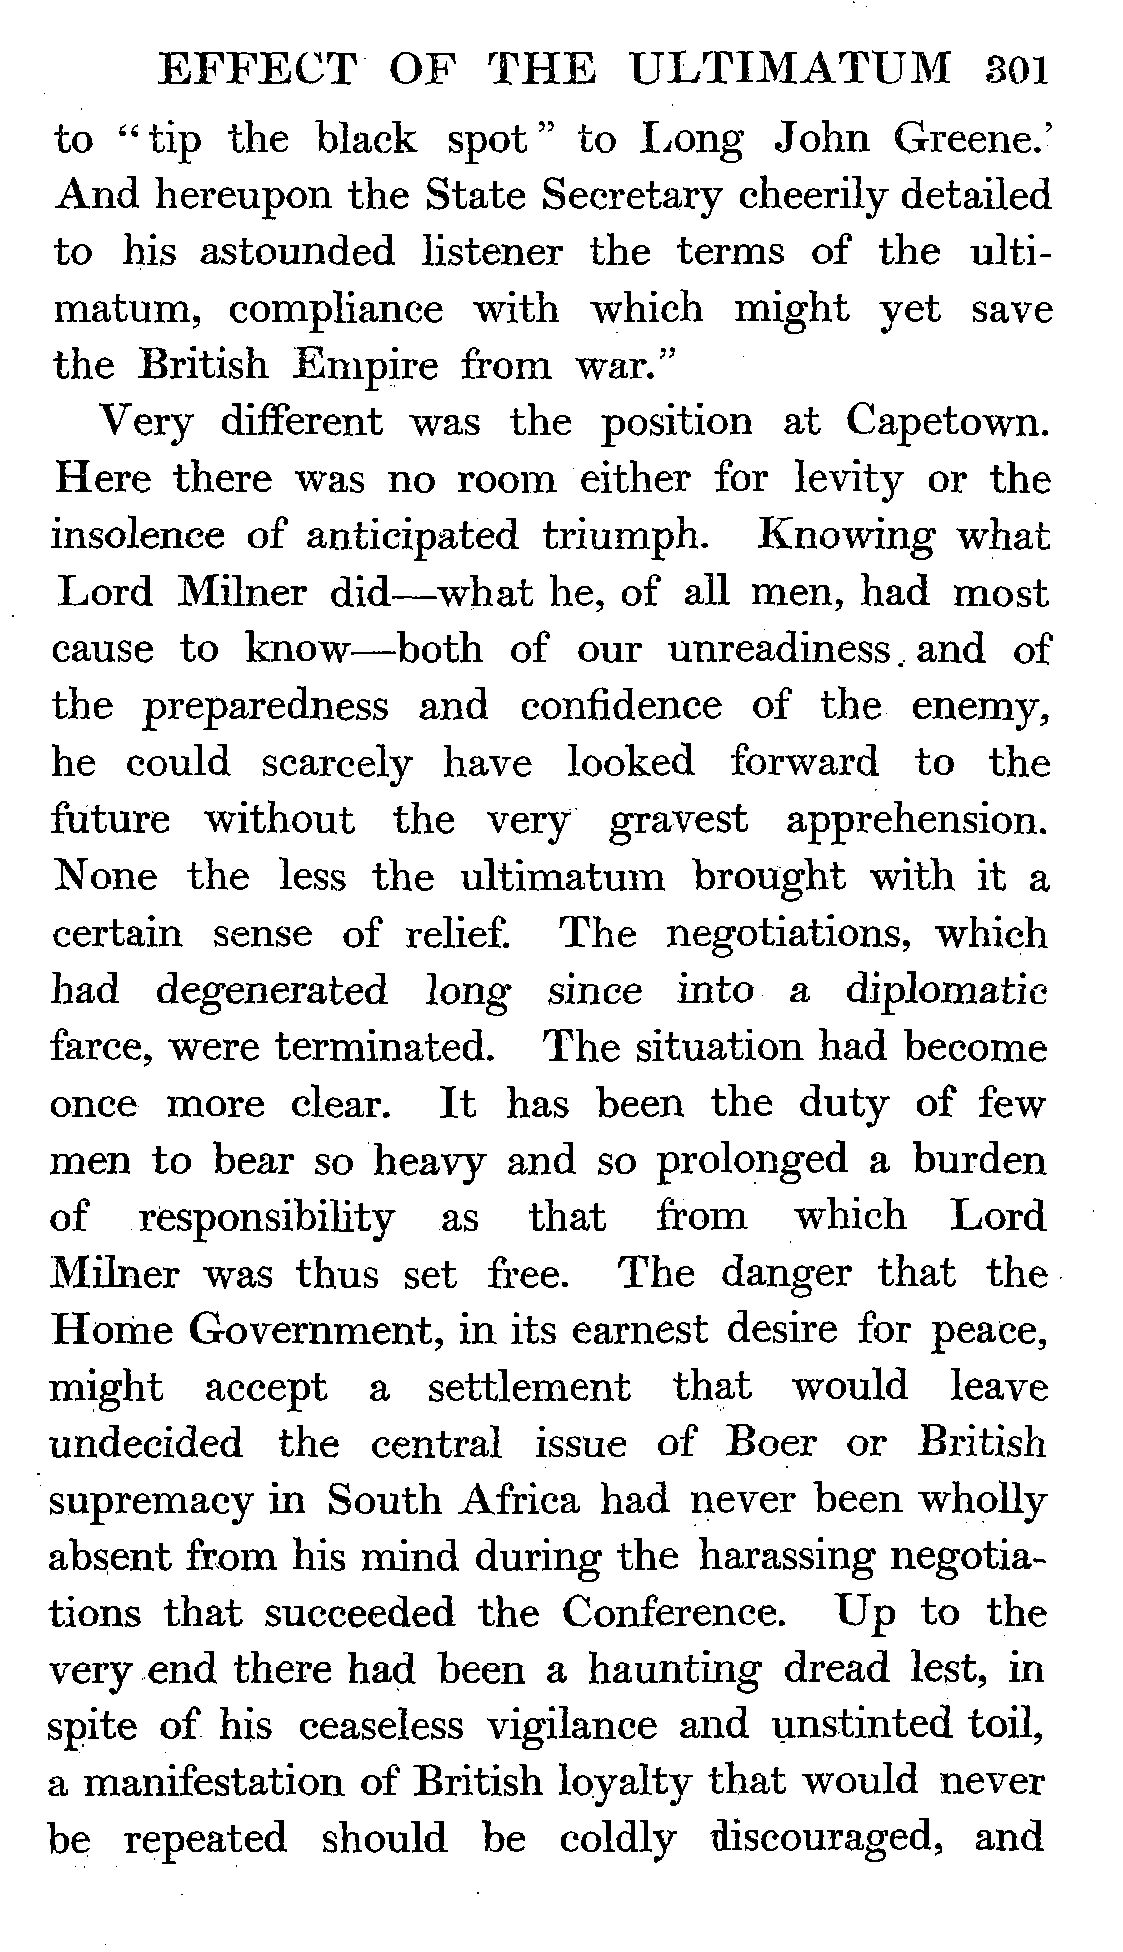 EFFECT OF THE ULTIMATUM 301
to “tip the black spot” to Long John Greene.’
And hereupon the State Secretary cheerily detailed
to his astounded listener the terms of the ulti-
matum, compliance with which might yet save
the British Empire from war.”
Very different was the position at Capetown.
Here there was no room either for levity or the
insolence of anticipated triumph. Knowing what
Lord Milner did—what he, of all men, had most
cause to know—both of our unreadiness and of
the preparedness and confidence of the enemy,
he could scarcely have looked forward to the
future without the very gravest apprehension.
None the less the ultimatum brought with it a
certain sense of relief. The negotiations, which
had degenerated long since into a diplomatic
farce, were terminated. The situation had become
once more clear. It has been the duty of few
men to bear so heavy and so prolonged a burden
of responsibility as that from which Lord
Milner was thus set free. The danger that the
Home Government, in its earnest desire for peace,
might accept a settlement that would leave
undecided the central issue of Boer or British
supremacy in South Africa had never been wholly
absent from his mind during the harassing negotia-
tions that succeeded the Conference. Up to the
very end there had been a haunting dread lest, in
spite of his ceaseless vigilance and unstinted toil,
a manifestation of British loyalty that would never
be repeated should be coldly discouraged, and